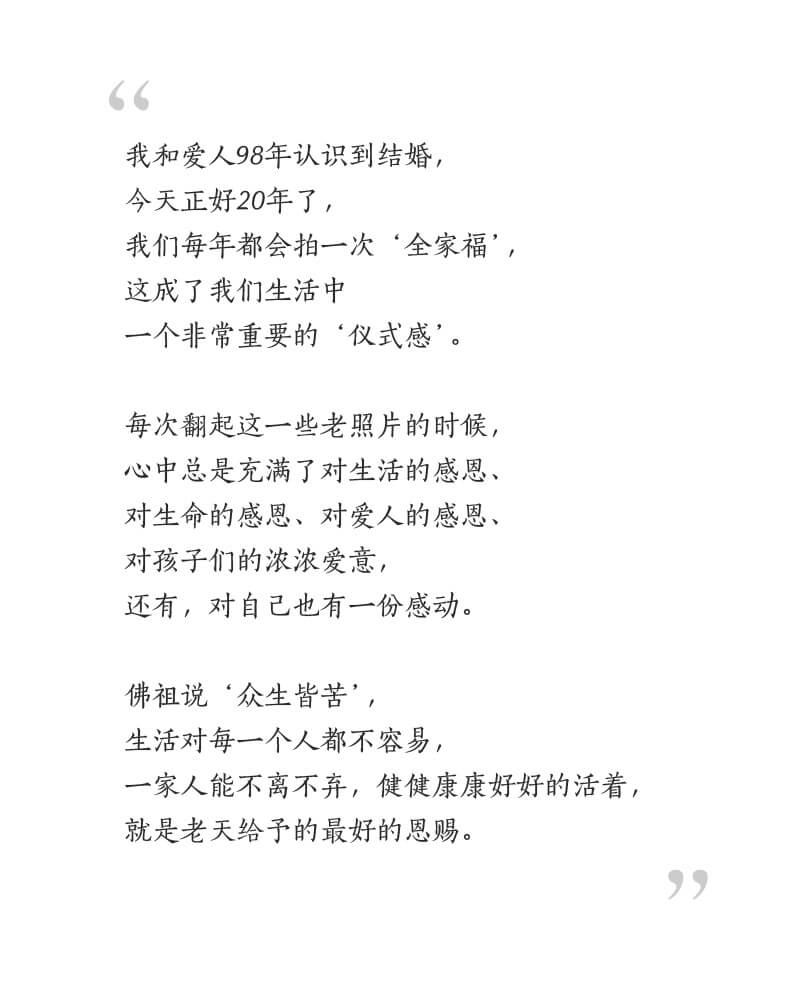 “
我和爱人98年认识到结婚，
今天正好20年了，
我们每年都会拍一次‘全家福’，
这成了我们生活中
一个非常重要的‘仪式感’。
每次翻起这一些老照片的时候，
心中总是充满了对生活的感恩、
对生命的感恩、对爱人的感恩、
对孩子们的浓浓爱意，
还有，对自己也有一份感动。
佛祖说‘众生皆苦’，
生活对每一个人都不容易，
一家人能不离不弃，健健康康好好的活着，
就是老天给予的最好的恩赐。
”